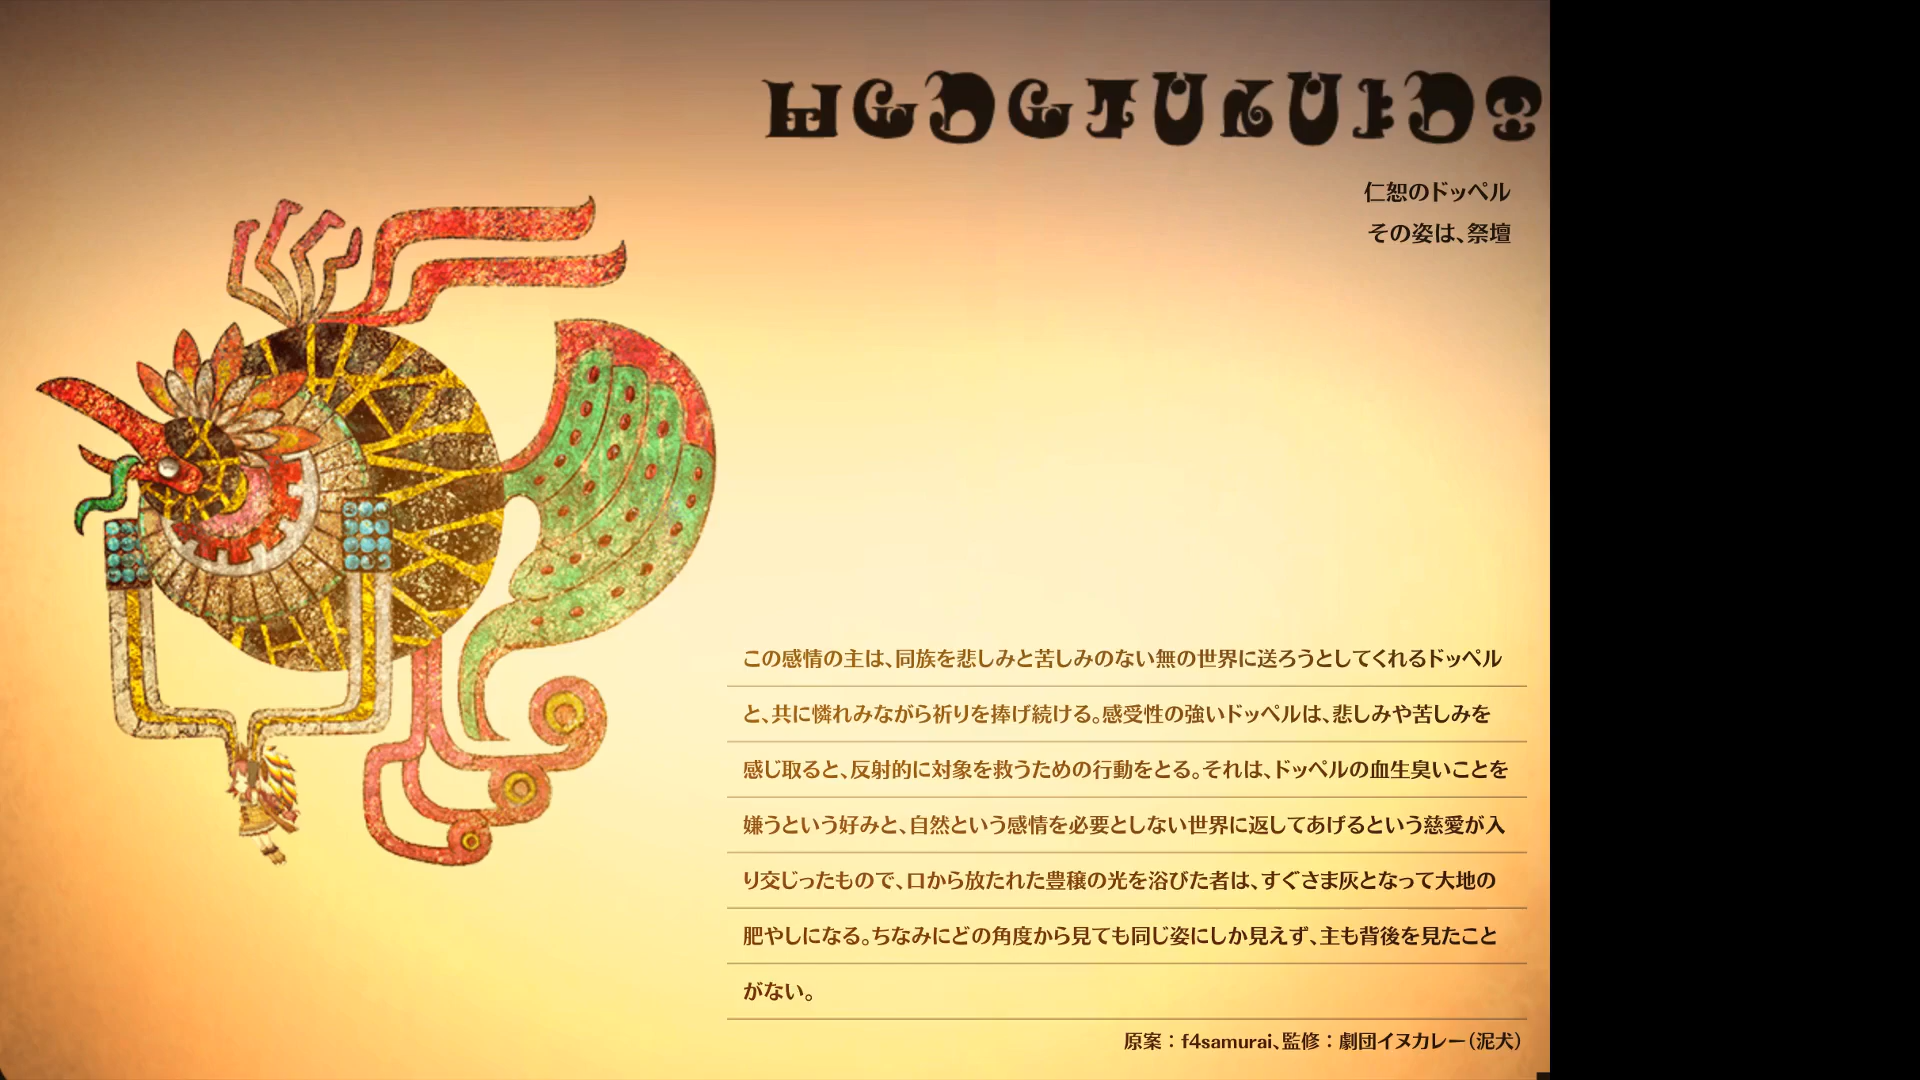 仁恕のドッペル
その姿は、祭壇
この感情の主は、同族を悲しみと苦しみのない無の世界に送ろうとしてくれるドッペル
と、共に憐れみながら祈りを捧げ続ける。感受性の強いドッペルは、悲しみや苦しみを
感じ取ると、反射的に対象を救うための行動をとる。それは、ドッペルの血生臭いことを
嫌うという好みと、自然という感情を必要としない世界に返してあげるという慈愛が入
り交じったもので、口から放たれた豊穣の光を浴びた者は、すぐさま灰となって大地の
肥やしになる。ちなみにどの角度から見ても同じ姿にしか見えず、主も背後を見たこと
がない。
原案：f4samurai、監修：劇団イヌカレー（泥犬）